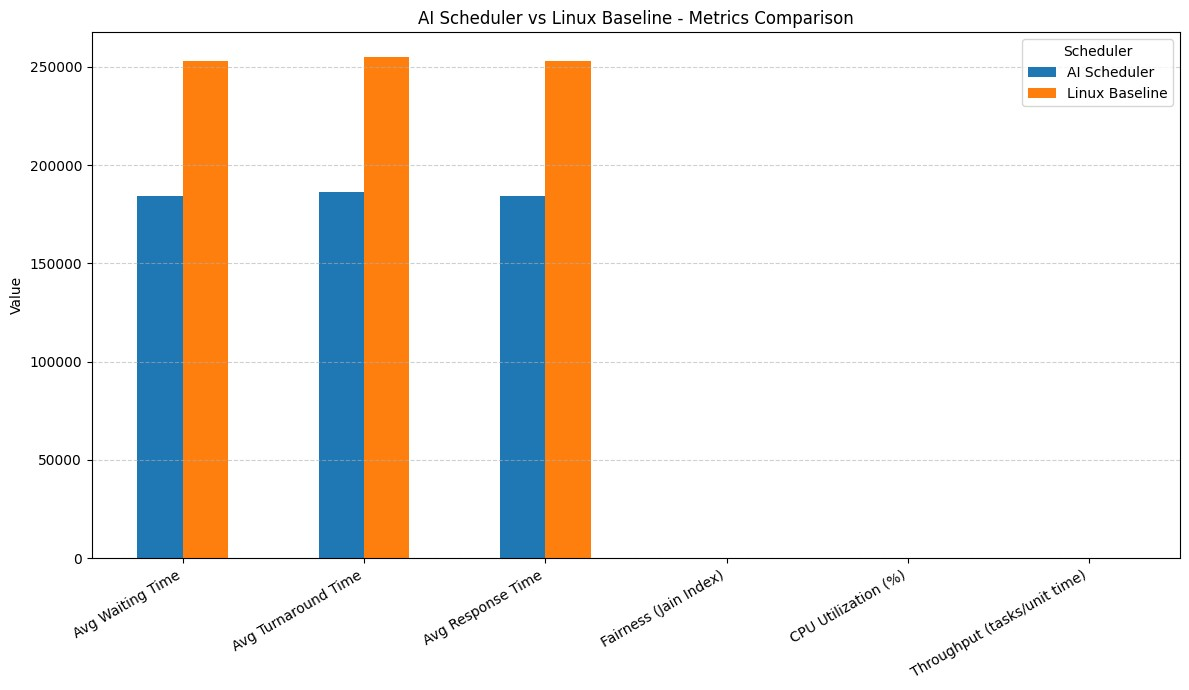 AI Scheduler vs Linux Baseline - Metrics Comparison
Scheduler
AI Scheduler
Linux Baseline
Value
250000
200000
150000
100000
50000
0
Avg Waiting Time
Avg Turnaround Time
Avg Response Time
Fairness (Jain Index)
CPU Utilization (%)
Throughput (tasks/unit time)